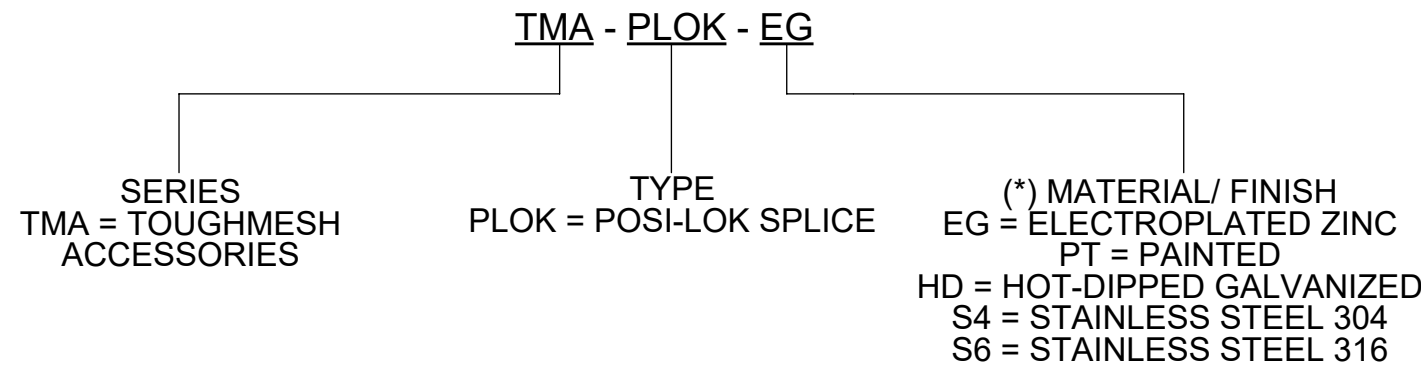 TMA - PLOK - EG
SERIES
TMA = TOUGHMESH
ACCESSORIES
TYPE
PLOK = POSI-LOK SPLICE
(*) MATERIAL/ FINISH
EG = ELECTROPLATED ZINC
PT = PAINTED
HD = HOT-DIPPED GALVANIZED
S4 = STAINLESS STEEL 304
S6 = STAINLESS STEEL 316